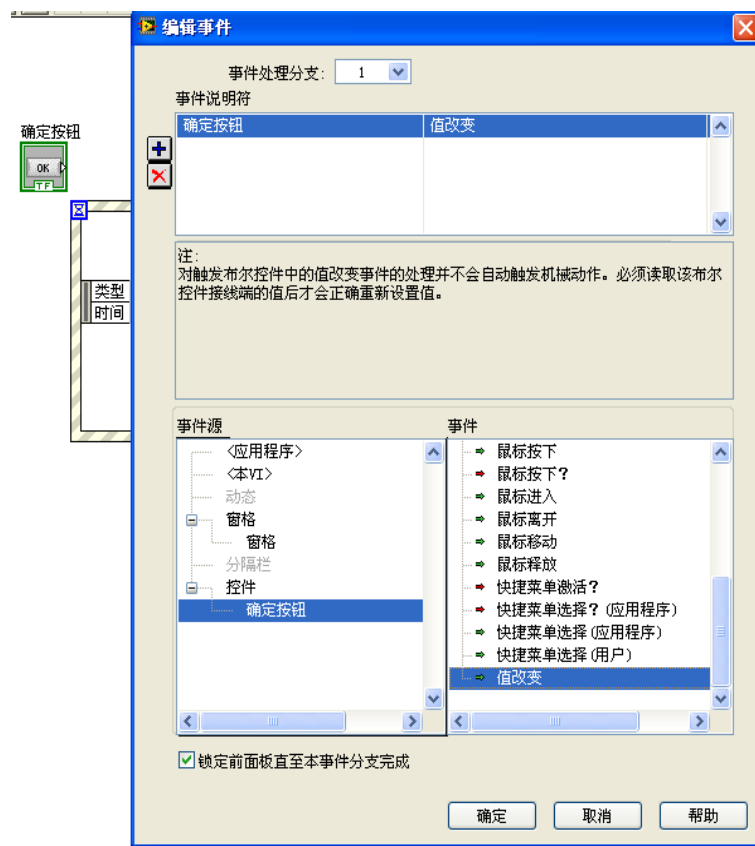 编辑事件
事件处理分支: 1
事件说明符
确定按钮 值改变
确定按钮
OK
TF
注:
对触发布尔控件中的值改变事件的处理并不会自动触发机械动作。必须读取该布尔
控件接线端的值后才会正确重新设置值。
类型
时间
事件源
<应用程序>
<本VI>
动态
窗格
窗格
分隔栏
控件
确定按钮
事件
鼠标按下
鼠标按下?
鼠标进入
鼠标离开
鼠标移动
鼠标释放
快捷菜单激活?
快捷菜单选择?(应用程序)
快捷菜单选择(应用程序)
快捷菜单选择(用户)
值改变
锁定前面板直至本事件分支完成
确定 取消 帮助